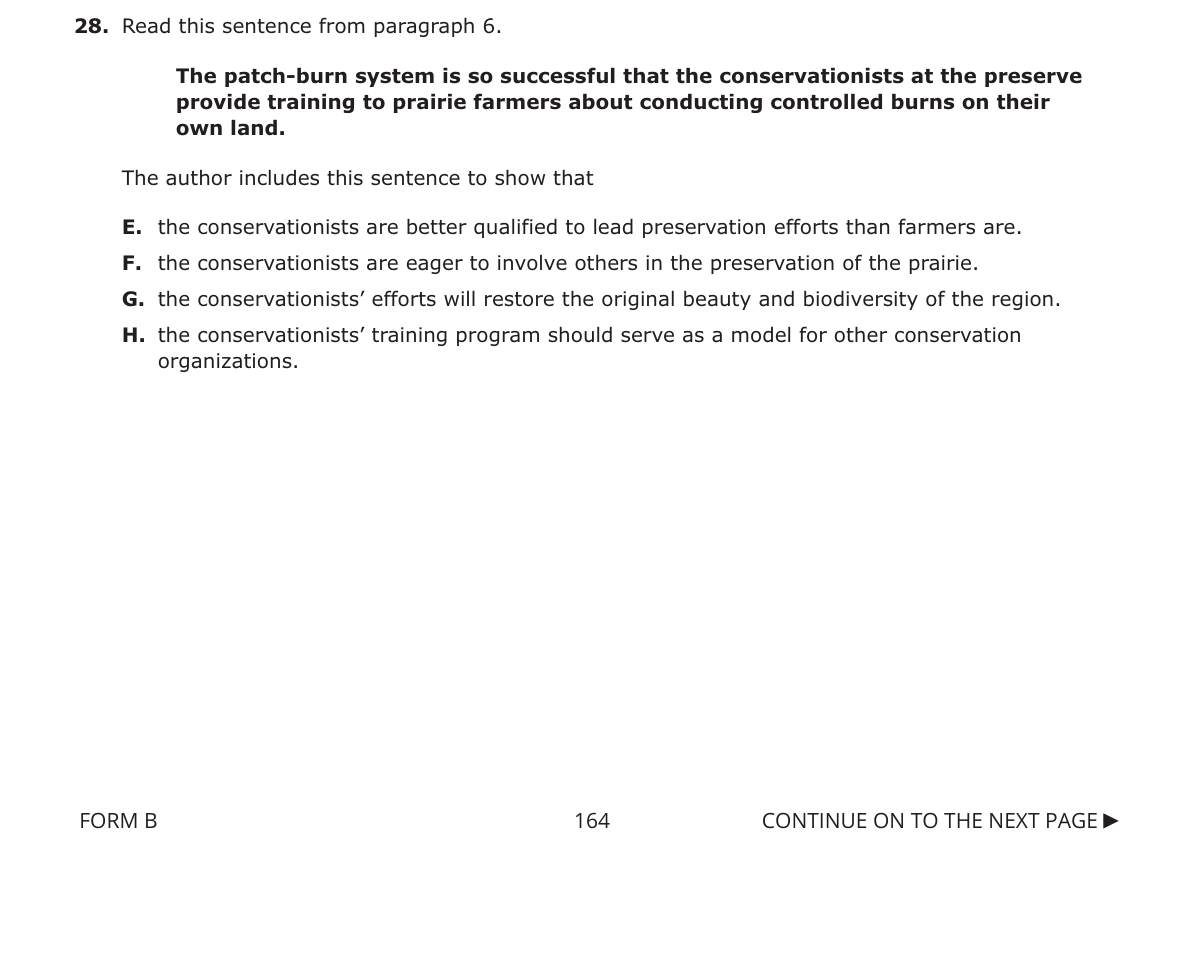 28. Read this sentence from paragraph 6.
The patch-burn system is so successful that the conservationists at the preserve
provide training to prairie farmers about conducting controlled burns on their
own land.
The author includes this sentence to show that
E. the conservationists are better qualified to lead preservation efforts than farmers are.
F. the conservationists are eager to involve others in the preservation of the prairie.
G. the conservationists’ efforts will restore the original beauty and biodiversity of the region.
H. the conservationists’ training program should serve as a model for other conservation
organizations.
FORM B 164 CONTINUE ON TO THE NEXT PAGE ►